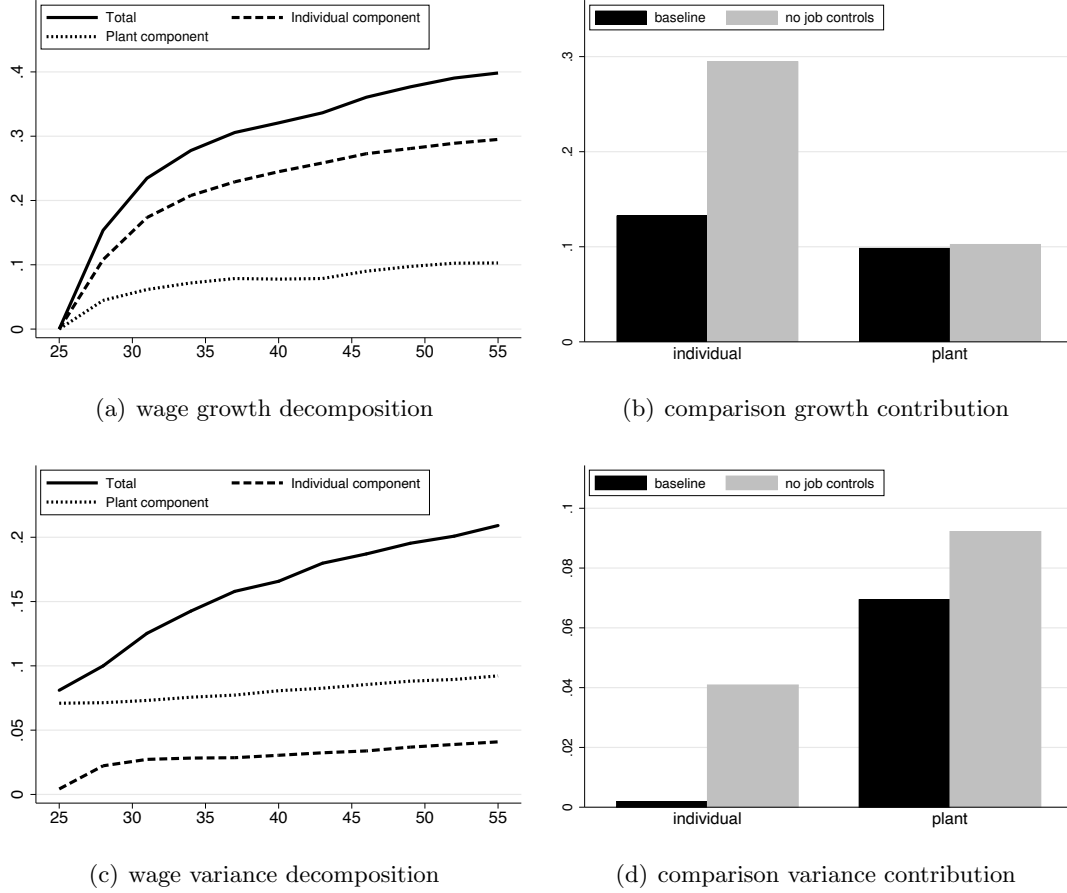 Total Individual component
Plant component
.4
.3
.2
.1
0
25 30 35 40 45 50 55
(a) wage growth decomposition
baseline no job controls
.3
.2
.1
0
individual plant
(b) comparison growth contribution
Total Individual component
Plant component
.2
.15
.1
.05
0
25 30 35 40 45 50 55
(c) wage variance decomposition
baseline no job controls
.1
.08
.06
.04
.02
0
individual plant
(d) comparison variance contribution